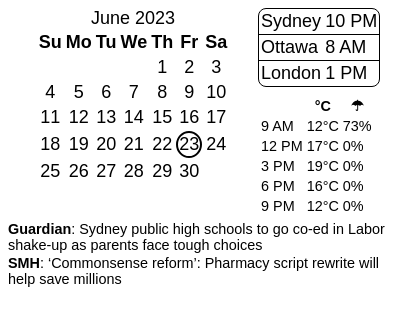 June 2023
Su Mo Tu We Th Fr Sa
1 2 3
4 5 6 7 8 9 10
11 12 13 14 15 16 17
18 19 20 21 22 23 24
25 26 27 28 29 30
Sydney 10 PM
Ottawa 8 AM
London 1 PM
°C ☂
9 AM 12°C 73%
12 PM 17°C 0%
3 PM 19°C 0%
6 PM 16°C 0%
9 PM 12°C 0%
Guardian: Sydney public high schools to go co-ed in Labor
shake-up as parents face tough choices
SMH: ‘Commonsense reform’: Pharmacy script rewrite will
help save millions